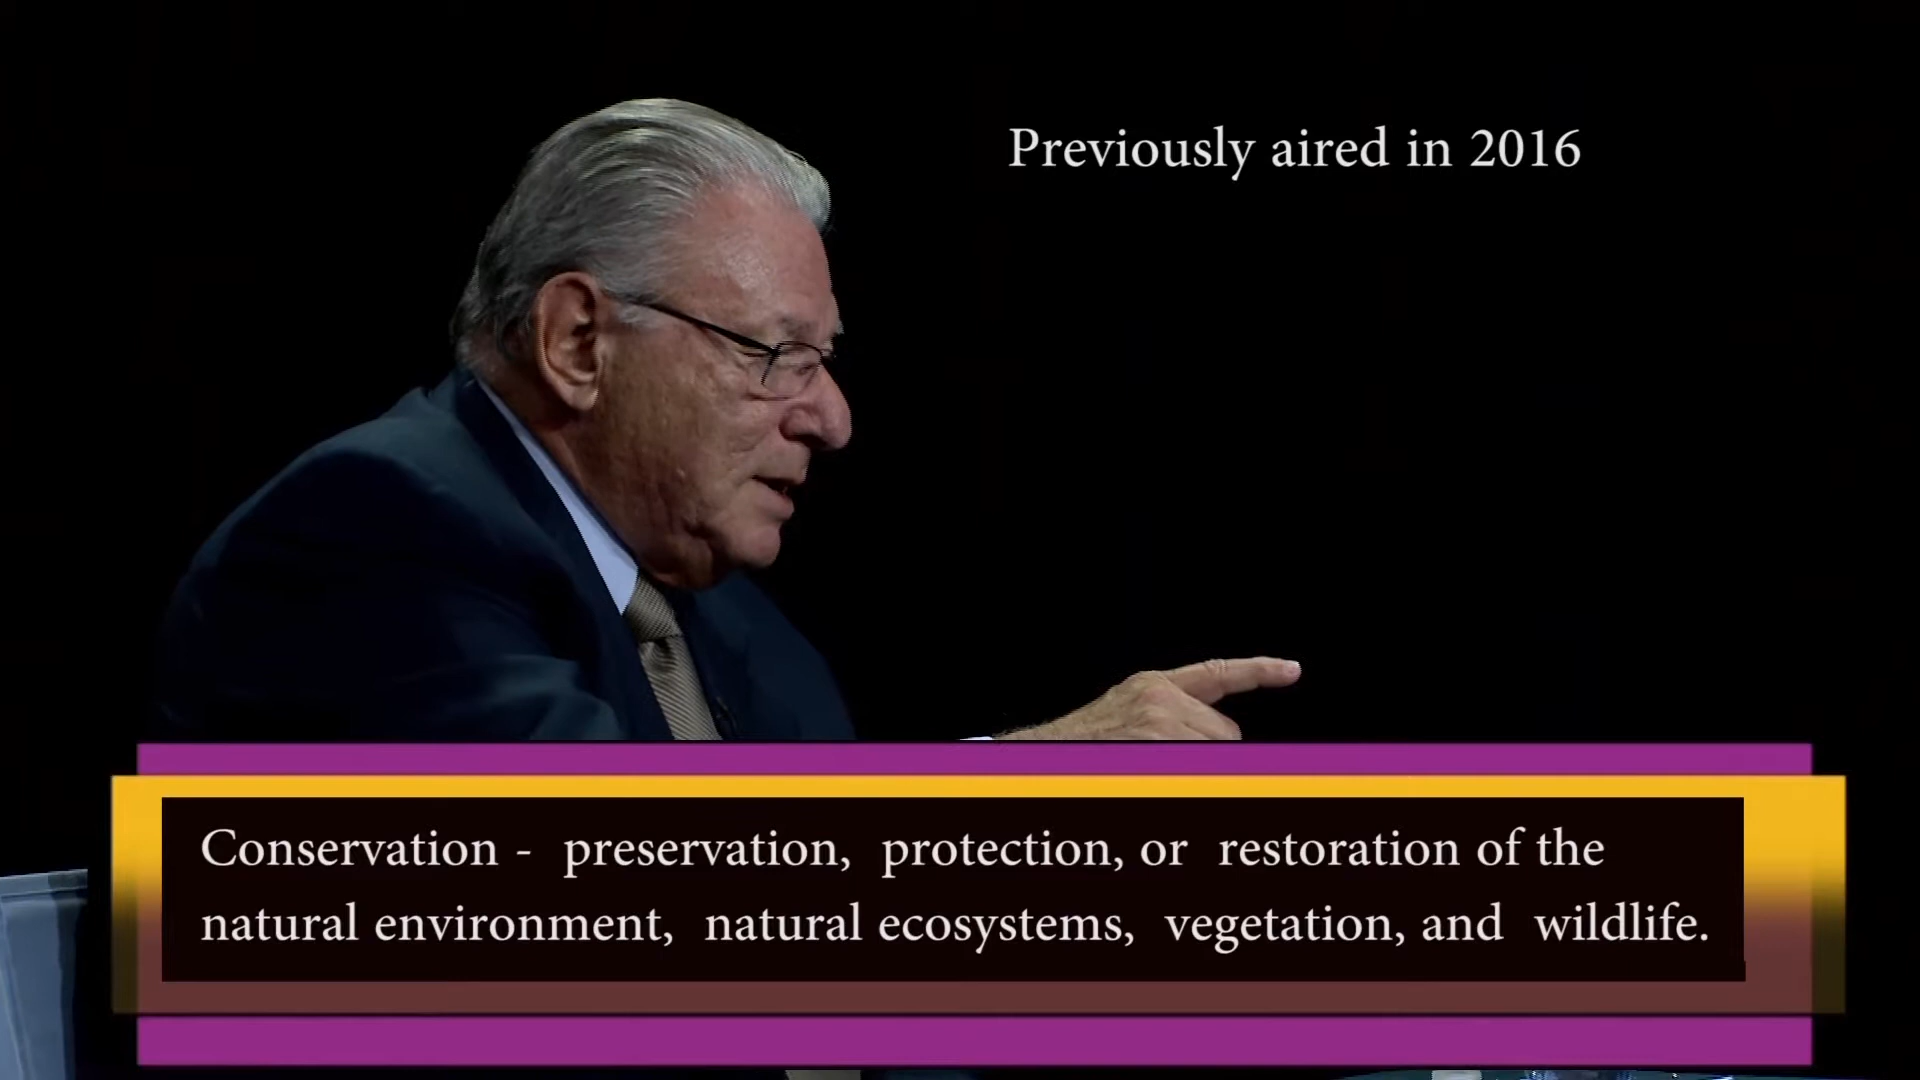 Previously aired in 2016
Conservation - preservation, protection, or restoration of the
natural environment, natural ecosystems, vegetation, and wildlife.